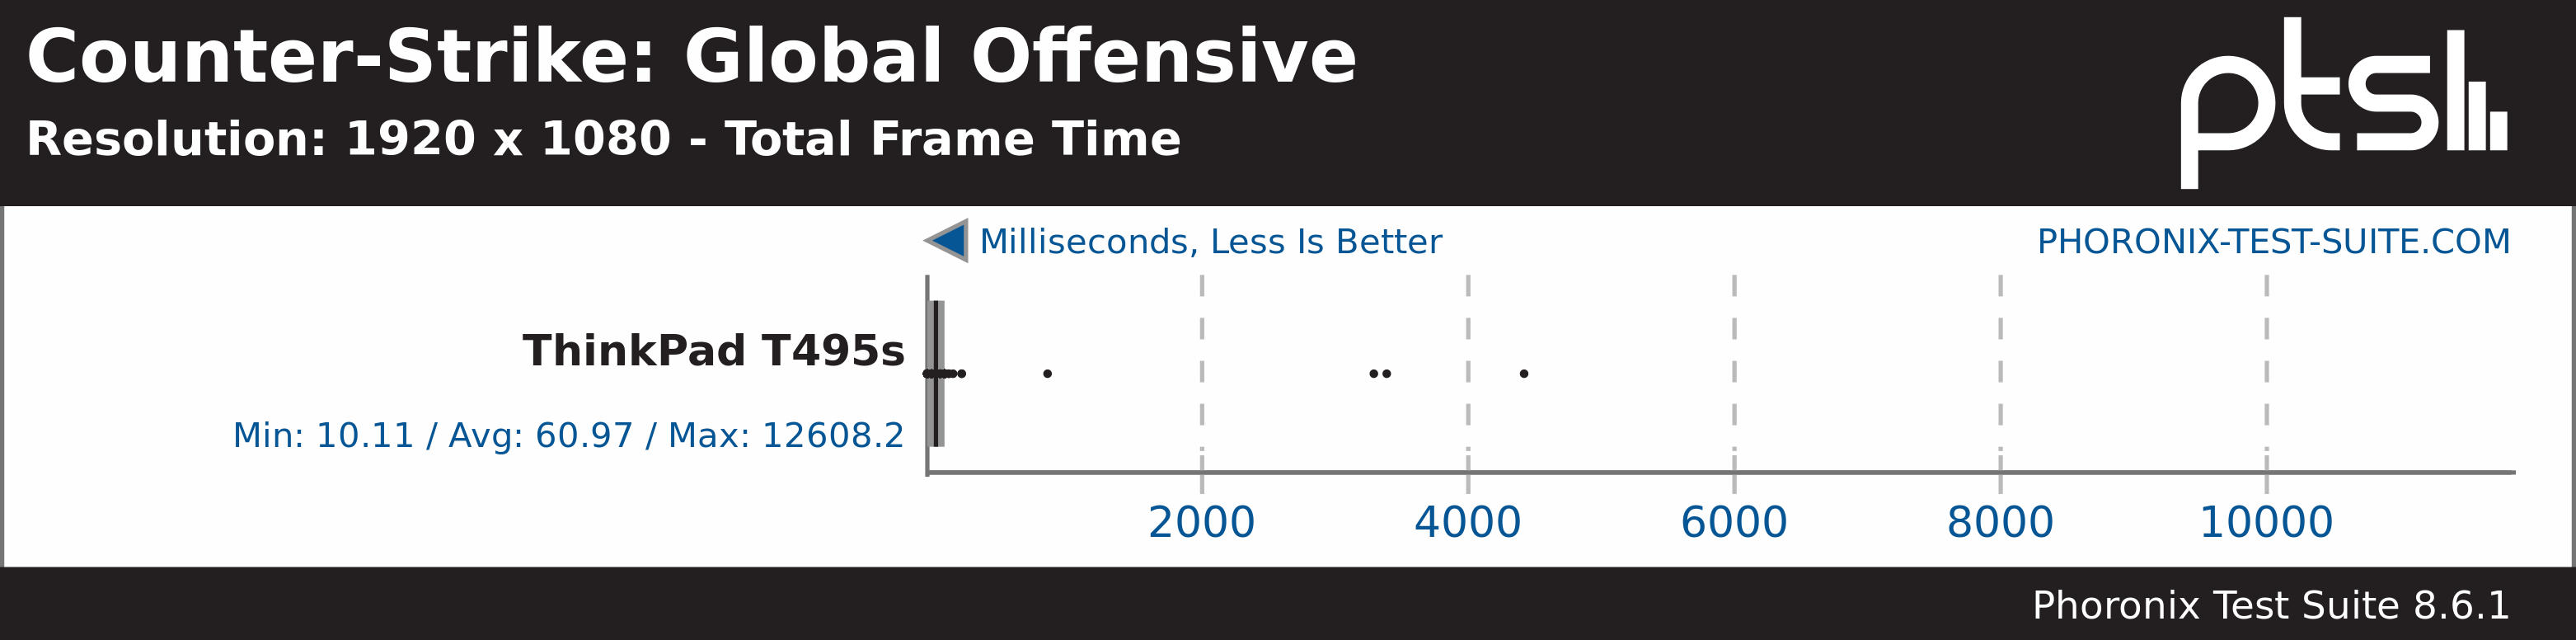 Counter-Strike: Global Offensive
Resolution: 1920 x 1080 - Total Frame Time
pts
Milliseconds, Less Is Better
PHORONIX-TEST-SUITE.COM
ThinkPad T495s
Min: 10.11 / Avg: 60.97 / Max: 12608.2
2000 4000 6000 8000 10000
Phoronix Test Suite 8.6.1